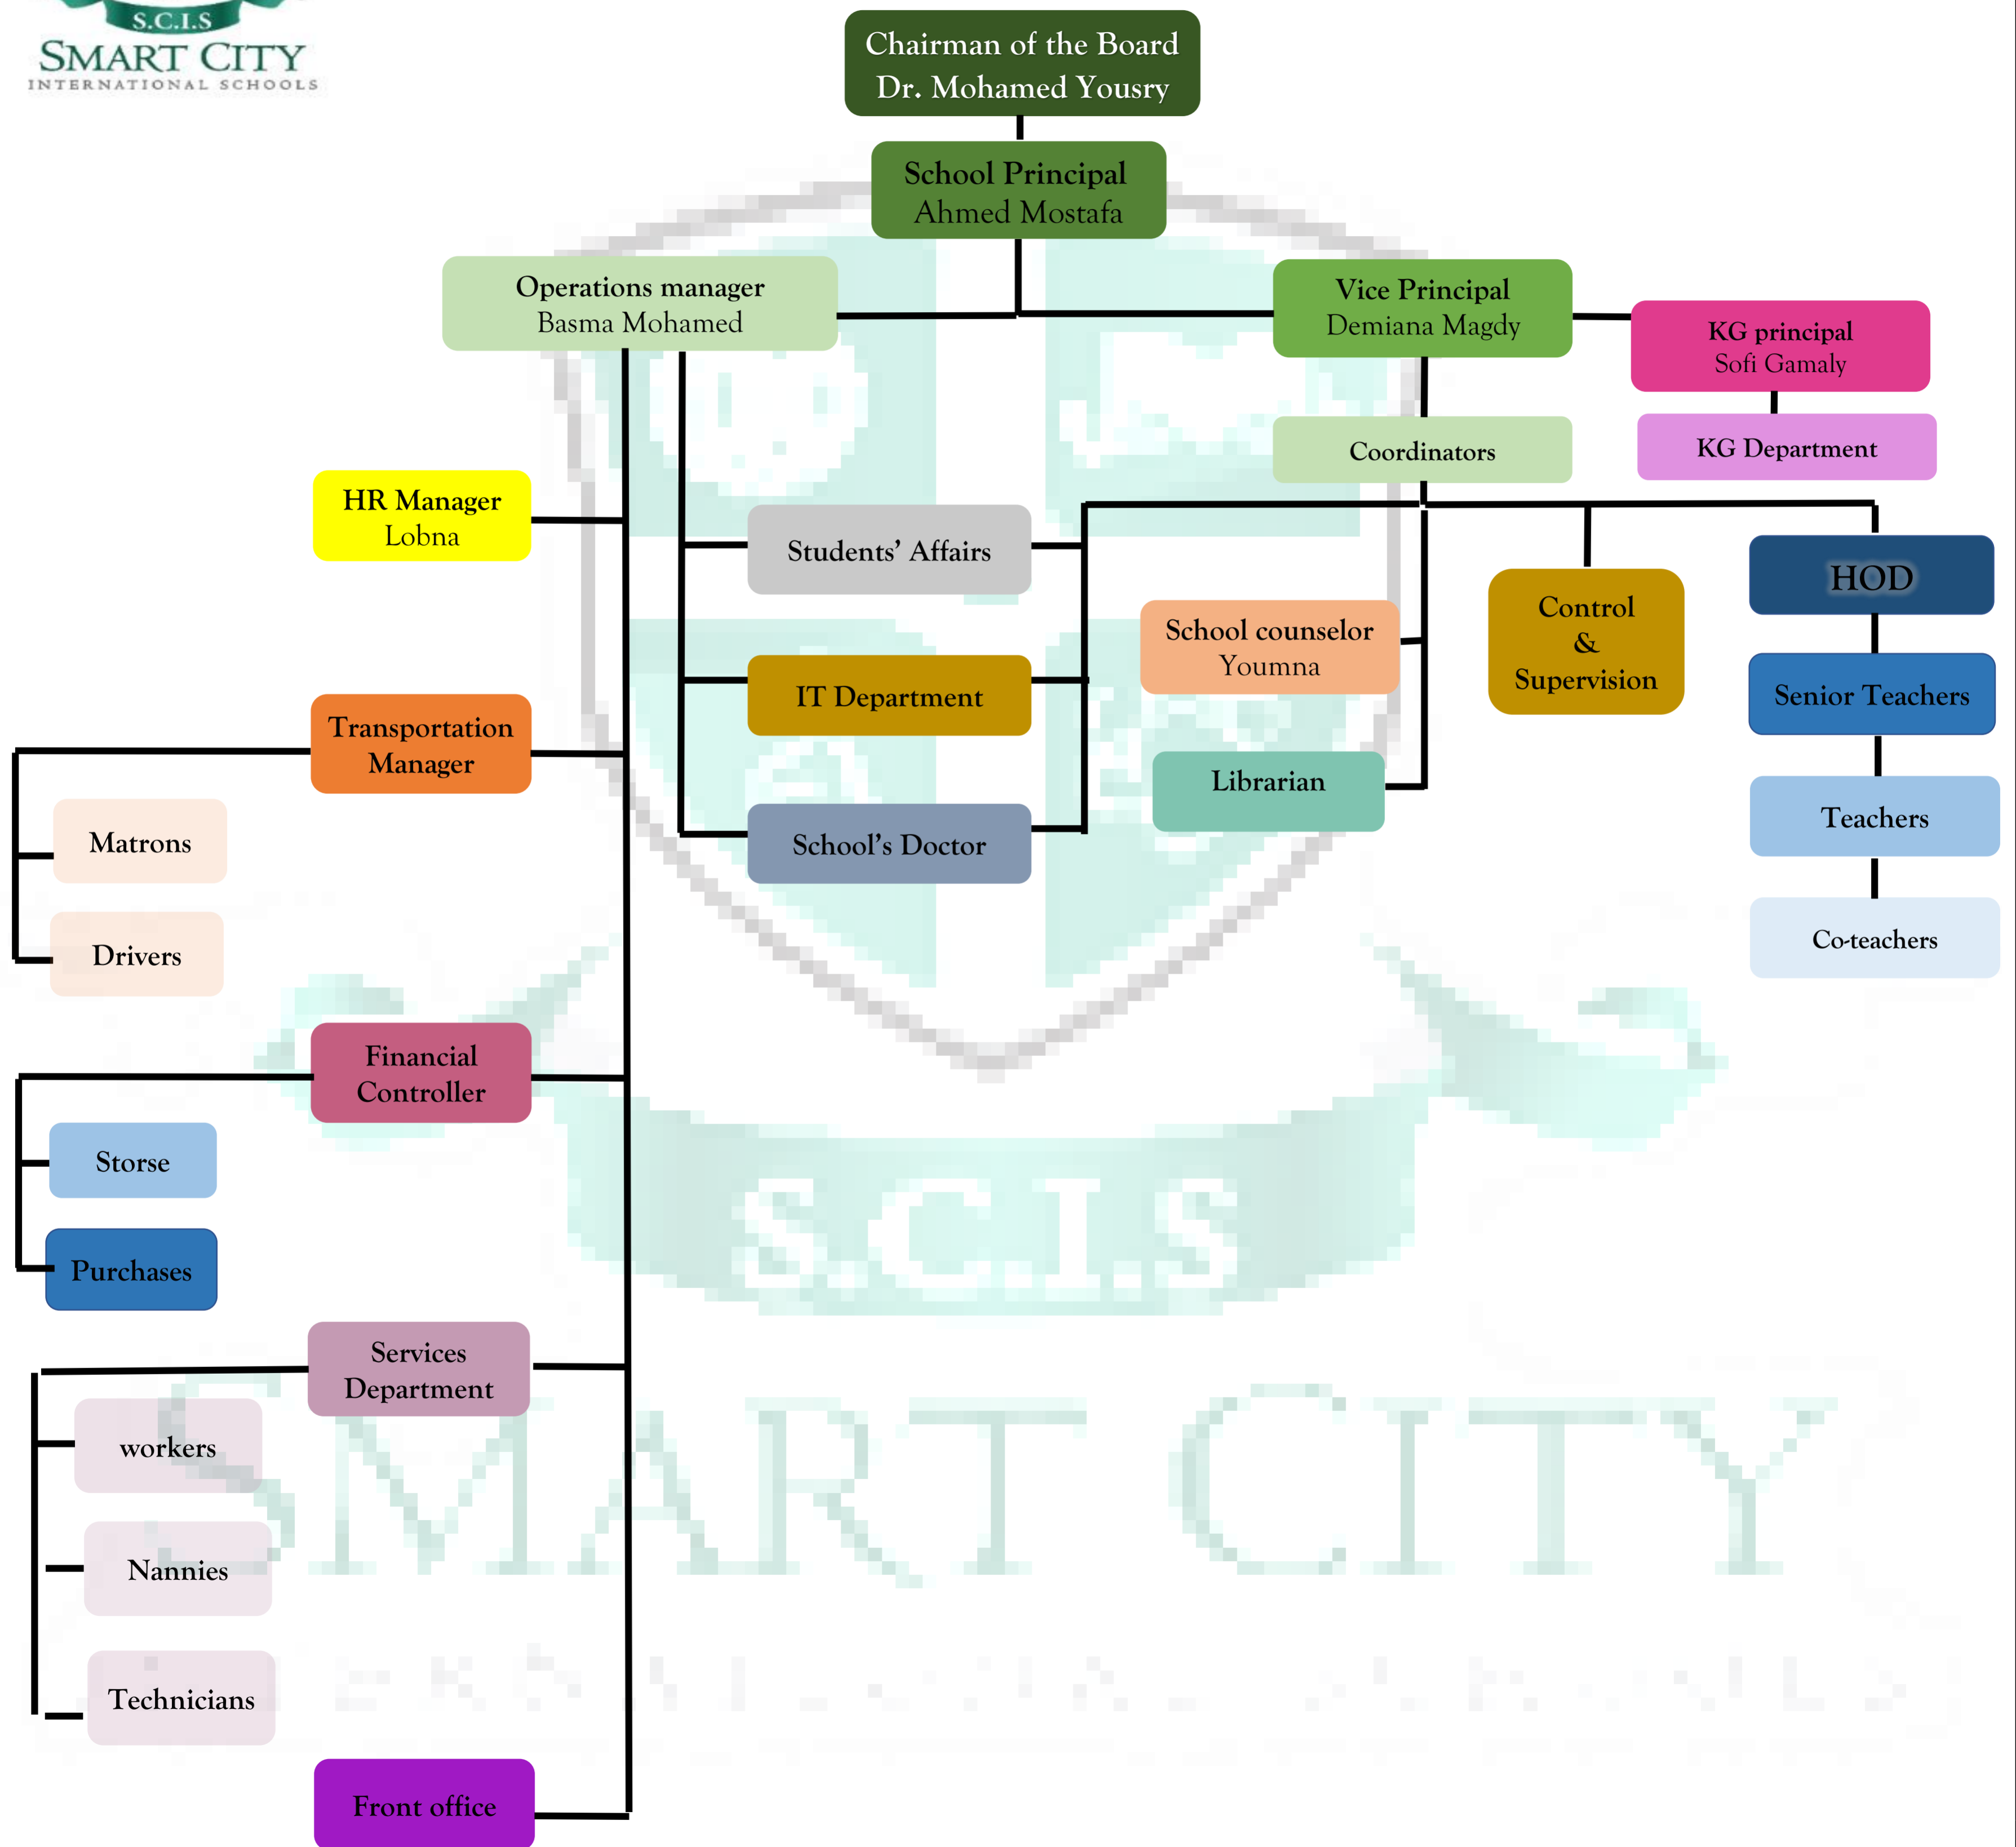 S.C.I.S
SMART CITY
INTERNATIONAL SCHOOLS
Chairman of the Board
Dr. Mohamed Yousry
School Principal
Ahmed Mostafa
Operations manager
Basma Mohamed
Vice Principal
Demiana Magdy
KG principal
Sofi Gamaly
Coordinators
KG Department
HR Manager
Lobna
Students’ Affairs
HOD
Control
&
Supervision
School counselor
Youmna
IT Department
Senior Teachers
Transportation
Manager
Librarian
Teachers
Matrons
School’s Doctor
Drivers
Co-teachers
Financial
Controller
Storse
Purchases
S.C.I.S
Services
Department
workers
SMART CITY
Nannies
Technicians
Front office